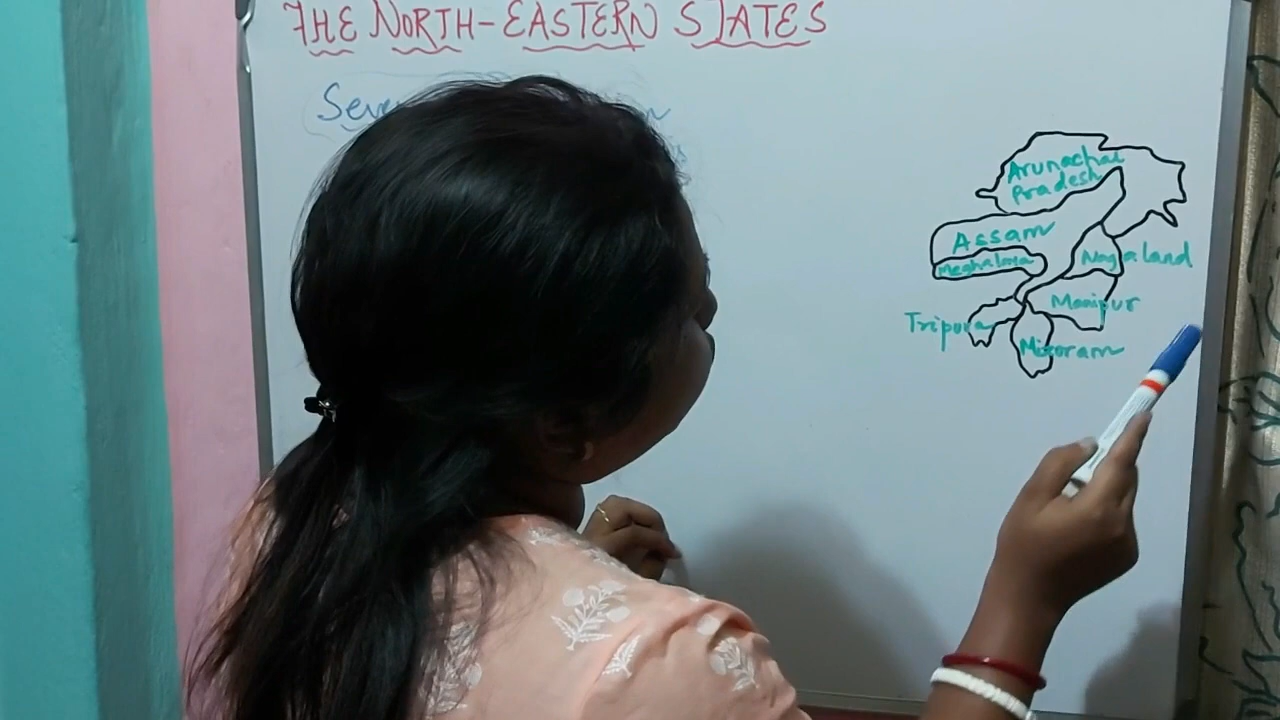 THE NORTH-EASTERN STATES
Arunachal
Pradesh
Assam
Meghalaya
Nagaland
Manipur
Tripura
Mizoram